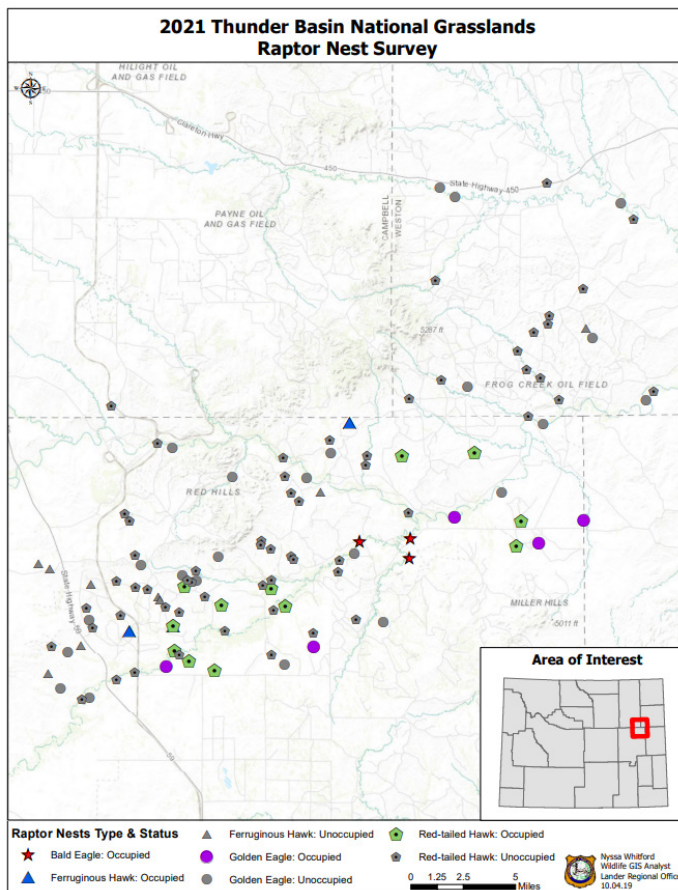 2021 Thunder Basin National Grasslands
Raptor Nest Survey
HILIGHT OIL
AND GAS FIELD
N
450
Clareton Hwy
450
State Highway 450
PAYNE OIL
AND GAS FIELD
CAMPBELL
WESTON
5297 ft
FROG CREEK OIL FIELD
RED HILLS
State Highway 59
MILLER HILLS
5011 ft
59
Area of Interest
Raptor Nests Type & Status
Bald Eagle: Occupied
Ferruginous Hawk: Occupied
Ferruginous Hawk: Unoccupied
Golden Eagle: Occupied
Golden Eagle: Unoccupied
Red-tailed Hawk: Occupied
Red-tailed Hawk: Unoccupied
0 1.25 2.5 5
Miles
Nyssa Whitford
Wildlife GIS Analyst
Lander Regional Office
10.04.19